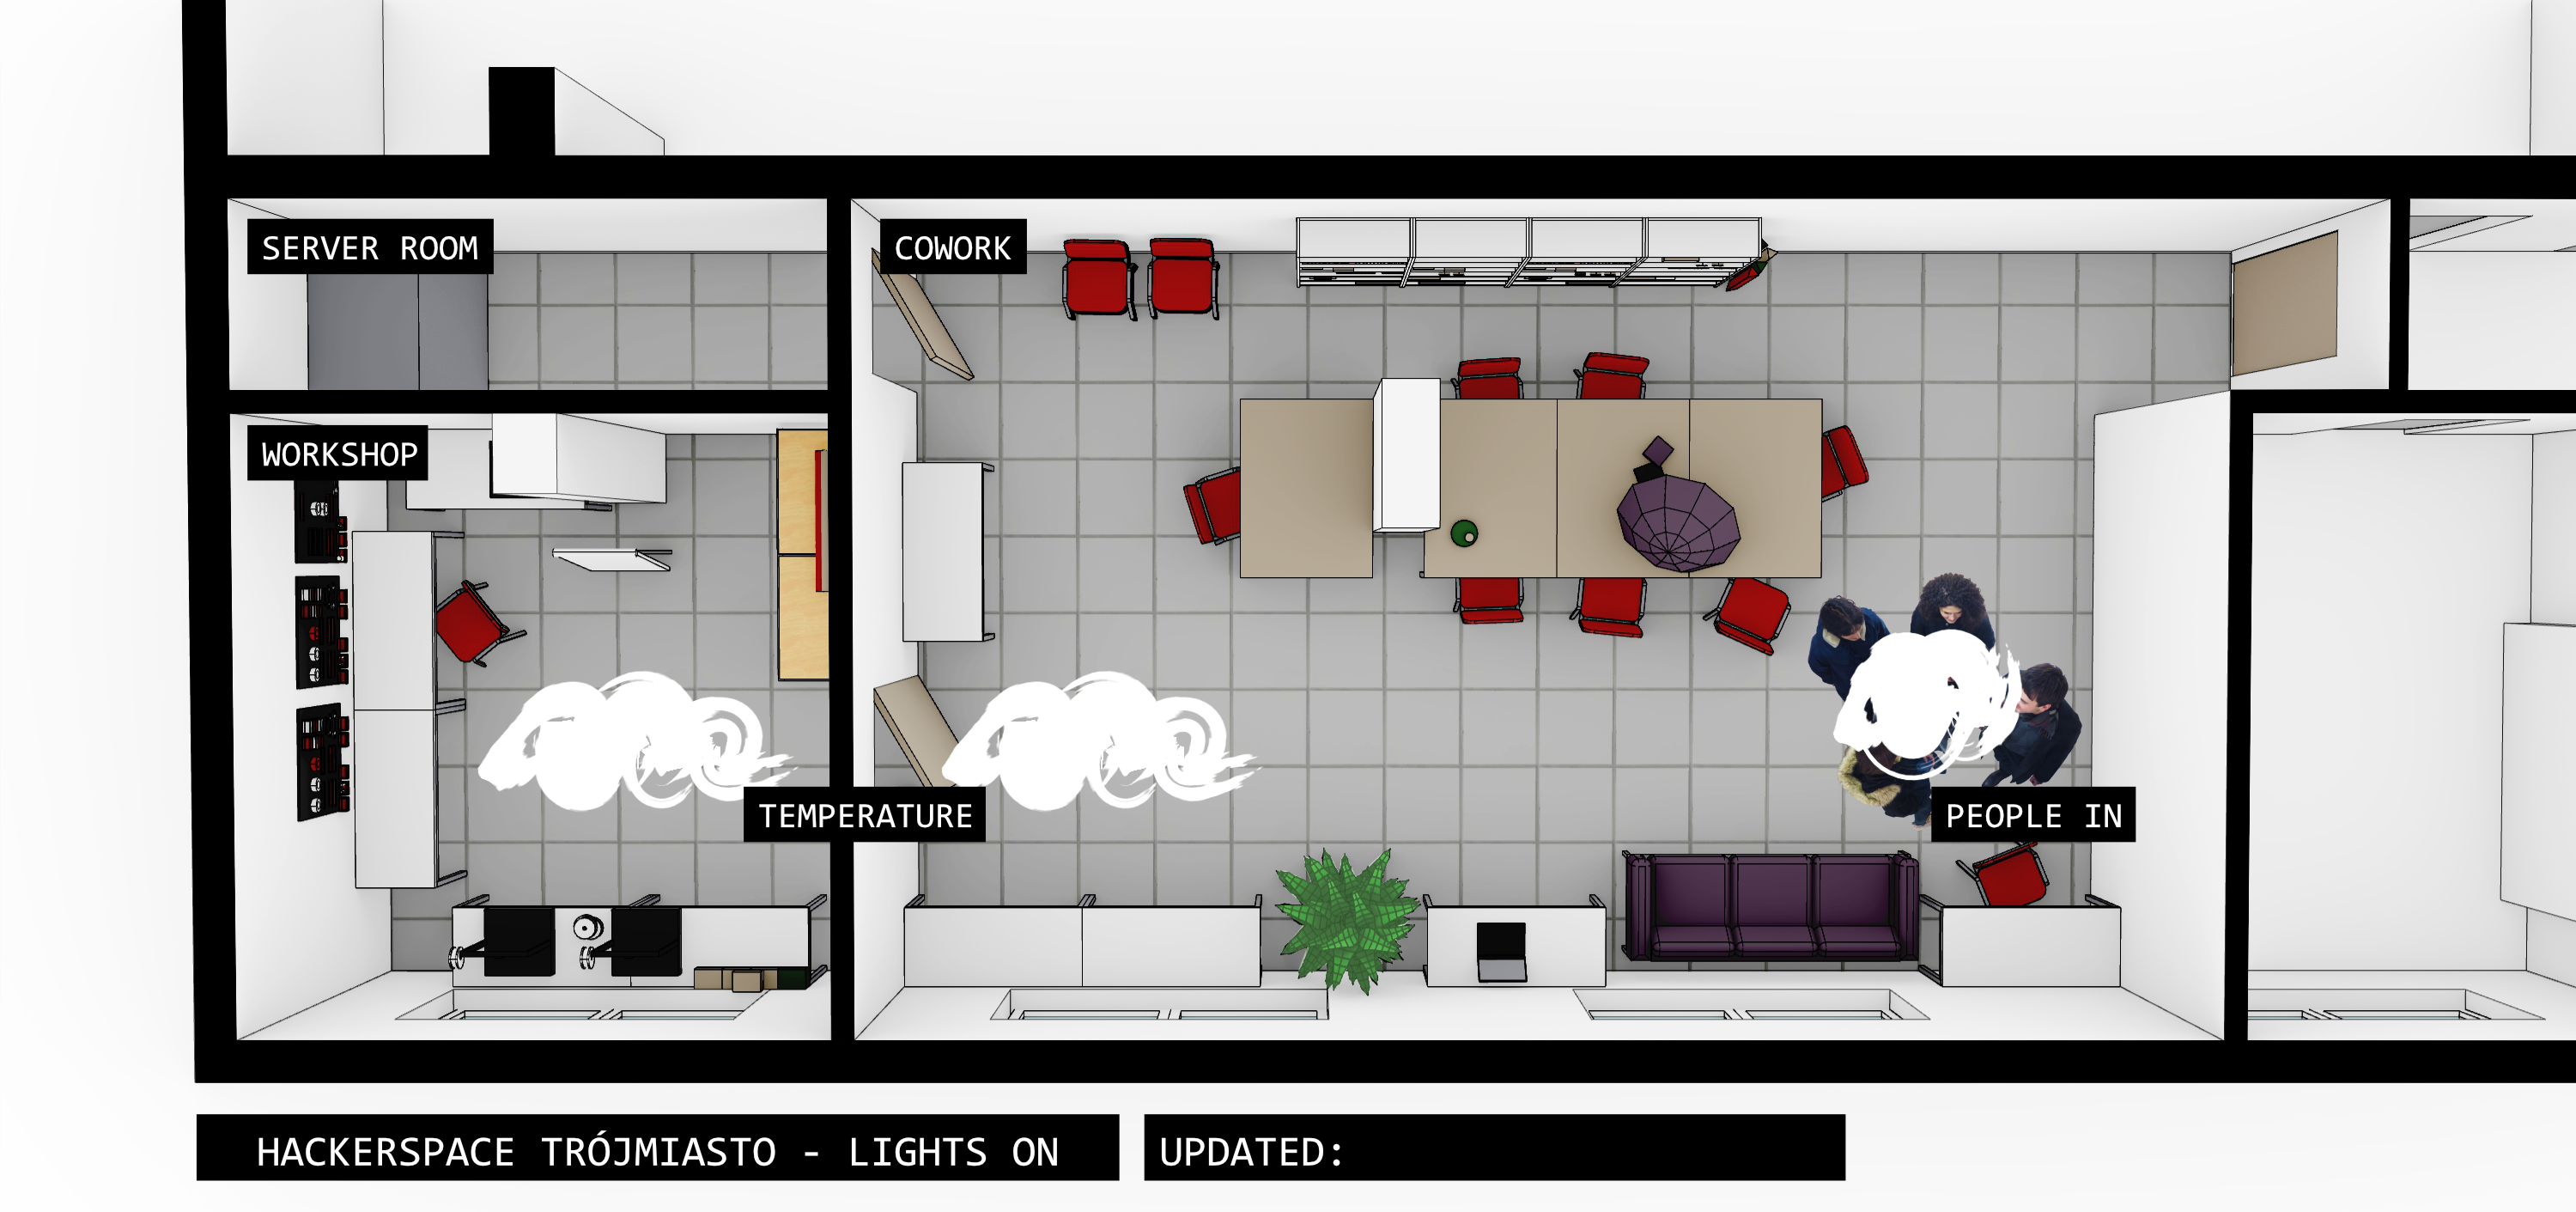 SERVER ROOM
COWORK
WORKSHOP
TEMPERATURE
PEOPLE IN
HACKERSPACE TRÓJMIASTO - LIGHTS ON
UPDATED: